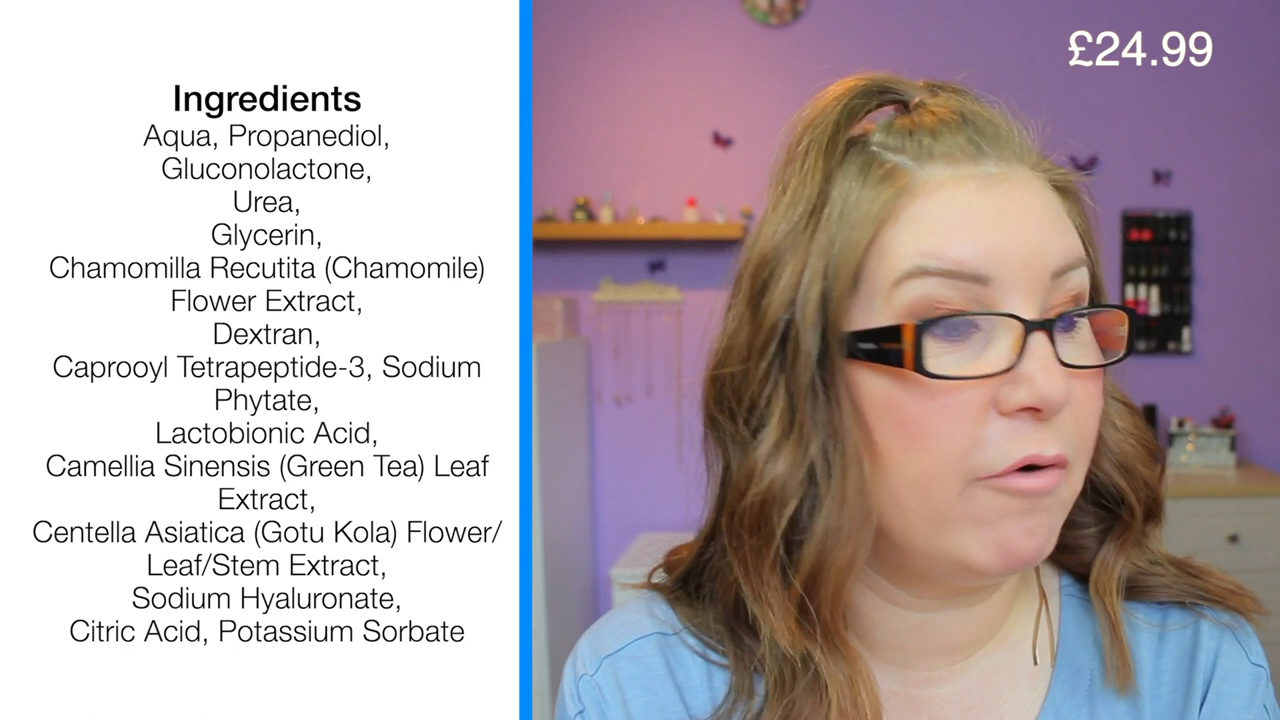 Ingredients
Aqua, Propanediol,
Gluconolactone,
Urea,
Glycerin,
Chamomilla Recutita (Chamomile)
Flower Extract,
Dextran,
Caprooyl Tetrapeptide-3, Sodium
Phytate,
Lactobionic Acid,
Camellia Sinensis (Green Tea) Leaf
Extract,
Centella Asiatica (Gotu Kola) Flower/
Leaf/Stem Extract,
Sodium Hyaluronate,
Citric Acid, Potassium Sorbate
£24.99